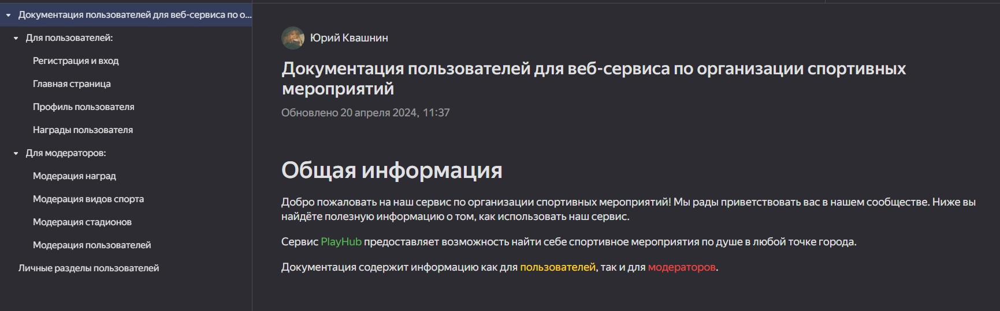 Документация пользователей для веб-сервиса по о...
Для пользователей:
Регистрация и вход
Главная страница
Профиль пользователя
Награды пользователя
Для модераторов:
Модерация наград
Модерация видов спорта
Модерация стадионов
Модерация пользователей
Личные разделы пользователей
Юрий Квашнин
Документация пользователей для веб-сервиса по организации спортивных
мероприятий
Обновлено 20 апреля 2024, 11:37
Общая информация
Добро пожаловать на наш сервис по организации спортивных мероприятий! Мы рады приветствовать вас в нашем сообществе. Ниже вы
найдёте полезную информацию о том, как использовать наш сервис.
Сервис PlayHub предоставляет возможность найти себе спортивное мероприятия по душе в любой точке города.
Документация содержит информацию как для пользователей, так и для модераторов.